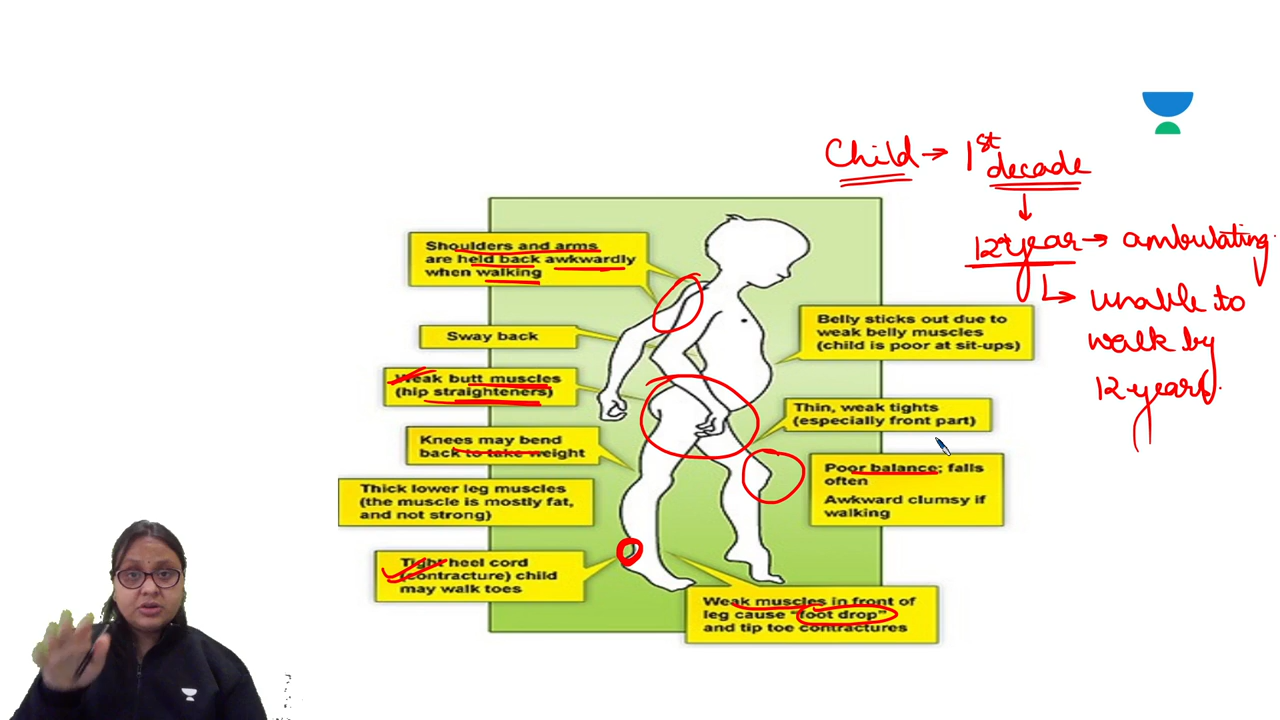 Child → 1st decade
↓
12th year → ambulating.
↳ unable to
walk by
12 years.
Shoulders and arms
are held back awkwardly
when walking
Sway back
Weak butt muscles
(hip straighteners)
Knees may bend
back to take weight
Thick lower leg muscles
(the muscle is mostly fat,
and not strong)
Tight heel cord
(contracture) child
may walk toes
Belly sticks out due to
weak belly muscles
(child is poor at sit-ups)
Thin, weak tights
(especially front part)
Poor balance; falls
often
Awkward clumsy if
walking
Weak muscles in front of
leg cause "foot drop"
and tip toe contractures